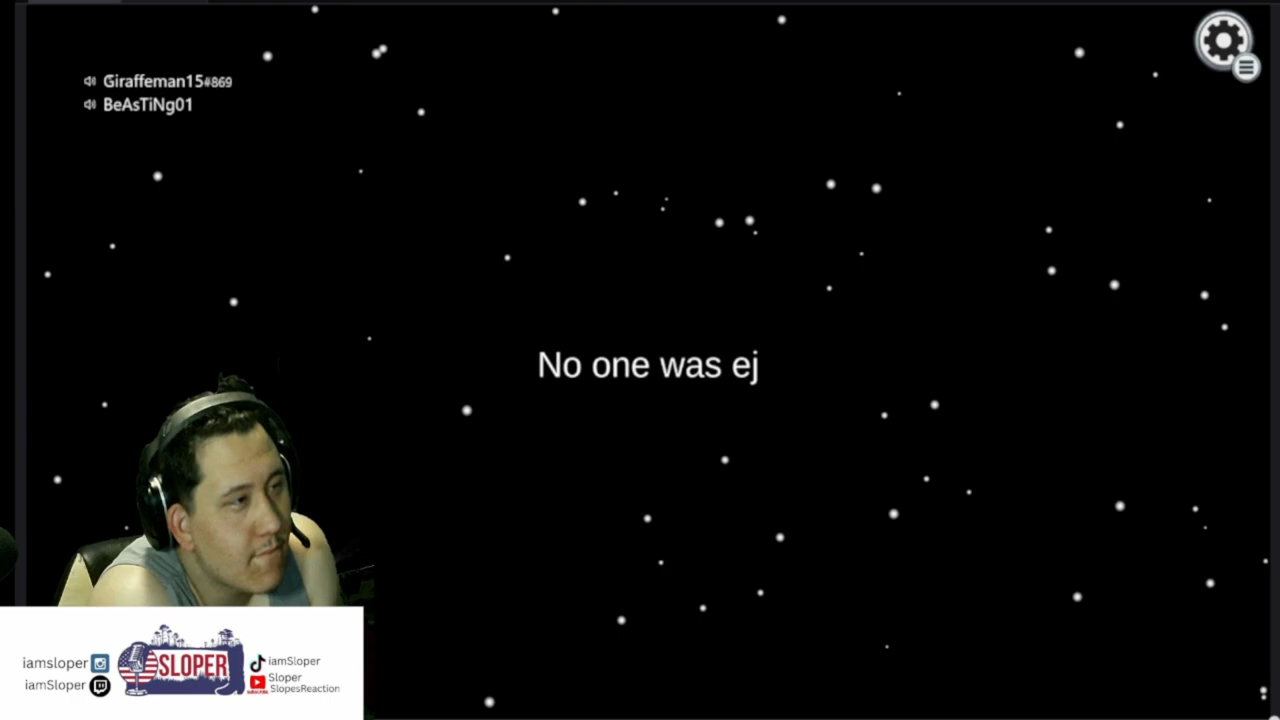 Giraffeman15#869
BeAsTiNg01
No one was ej
iamsloper
iamSloper
SLOPER
iamSloper
Sloper
SlopesReaction